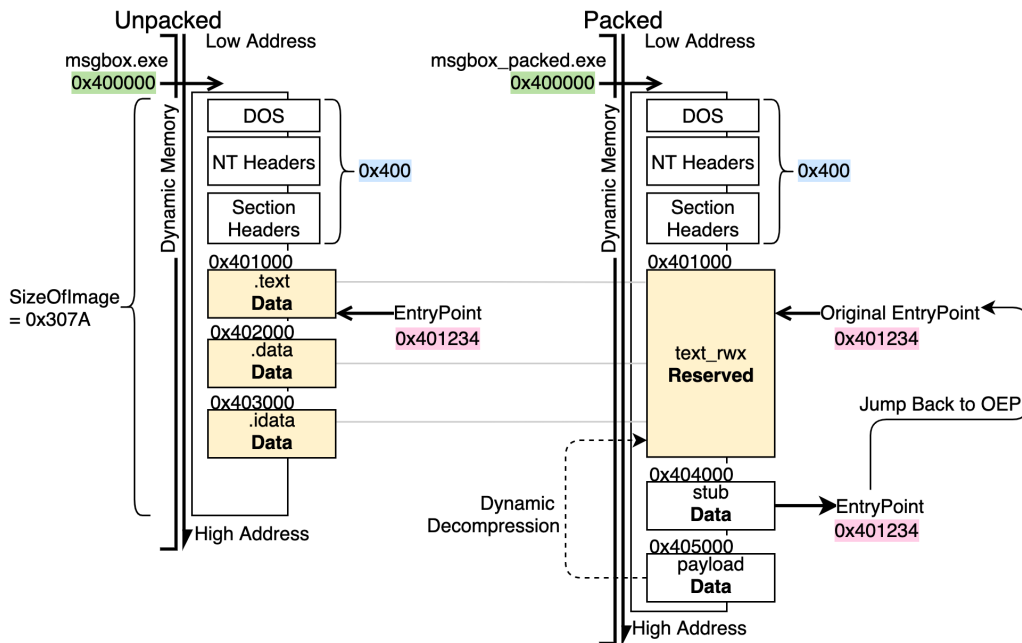 Unpacked
Low Address
msgbox.exe
0x400000
Dynamic Memory
DOS
NT Headers
Section
Headers
0x400
0x401000
.text
Data
EntryPoint
0x401234
0x402000
.data
Data
0x403000
.idata
Data
SizeOfImage
= 0x307A
High Address
Packed
Low Address
msgbox_packed.exe
0x400000
Dynamic Memory
DOS
NT Headers
Section
Headers
0x400
0x401000
text_rwx
Reserved
Original EntryPoint
0x401234
Jump Back to OEP
0x404000
stub
Data
EntryPoint
0x401234
Dynamic
Decompression
0x405000
payload
Data
High Address